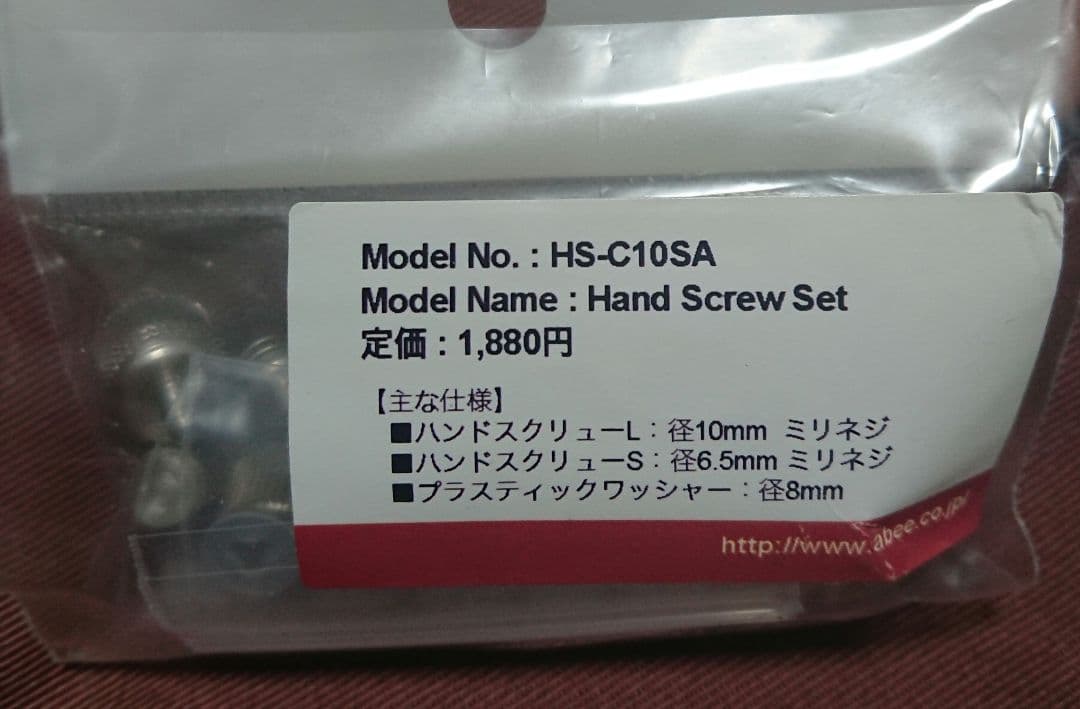 Model No. : HS-C10SA
Model Name : Hand Screw Set
定価 : 1,880円
【主な仕様】
■ハンドスクリューL：径10mm ミリネジ
■ハンドスクリューS：径6.5mm ミリネジ
■プラスティックワッシャー：径8mm
http://www.abee.co.jp/